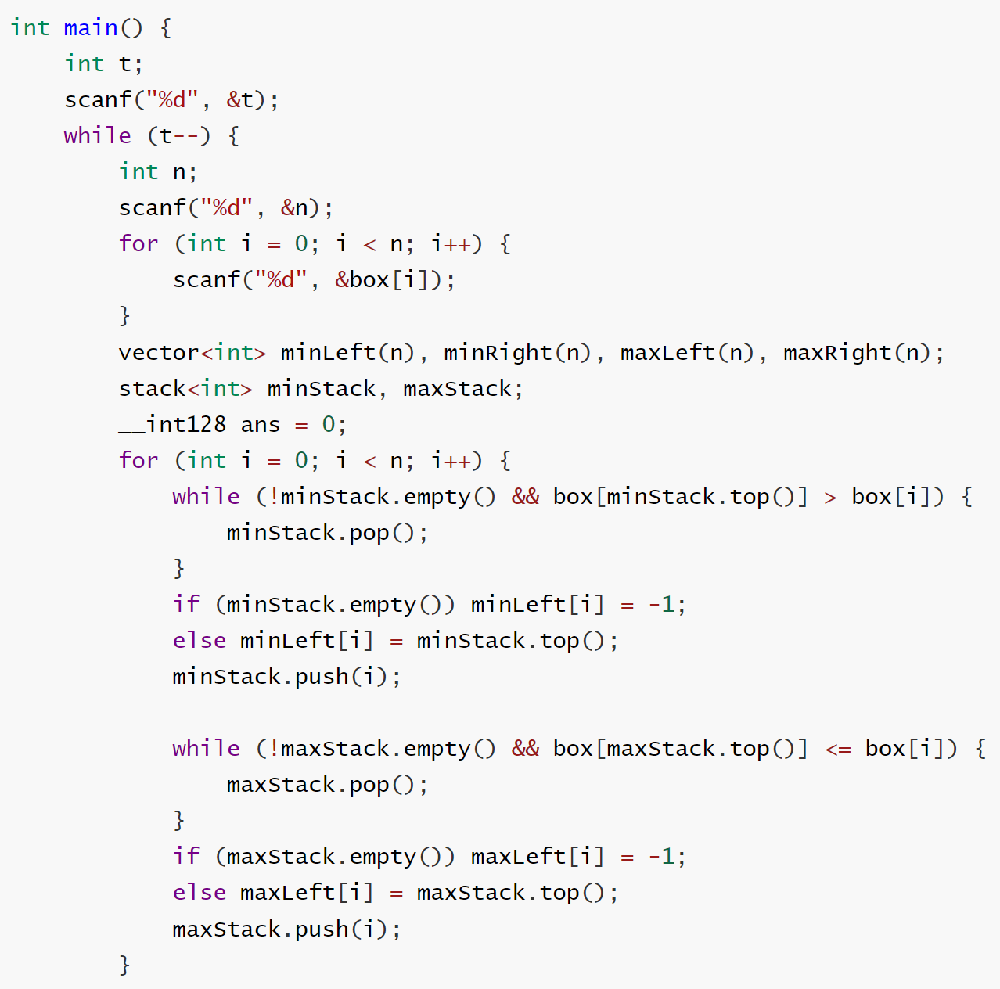 int main() {
    int t;
    scanf("%d", &t);
    while (t--) {
        int n;
        scanf("%d", &n);
        for (int i = 0; i < n; i++) {
            scanf("%d", &box[i]);
        }
        vector<int> minLeft(n), minRight(n), maxLeft(n), maxRight(n);
        stack<int> minStack, maxStack;
        __int128 ans = 0;
        for (int i = 0; i < n; i++) {
            while (!minStack.empty() && box[minStack.top()] > box[i]) {
                minStack.pop();
            }
            if (minStack.empty()) minLeft[i] = -1;
            else minLeft[i] = minStack.top();
            minStack.push(i);

            while (!maxStack.empty() && box[maxStack.top()] <= box[i]) {
                maxStack.pop();
            }
            if (maxStack.empty()) maxLeft[i] = -1;
            else maxLeft[i] = maxStack.top();
            maxStack.push(i);
        }